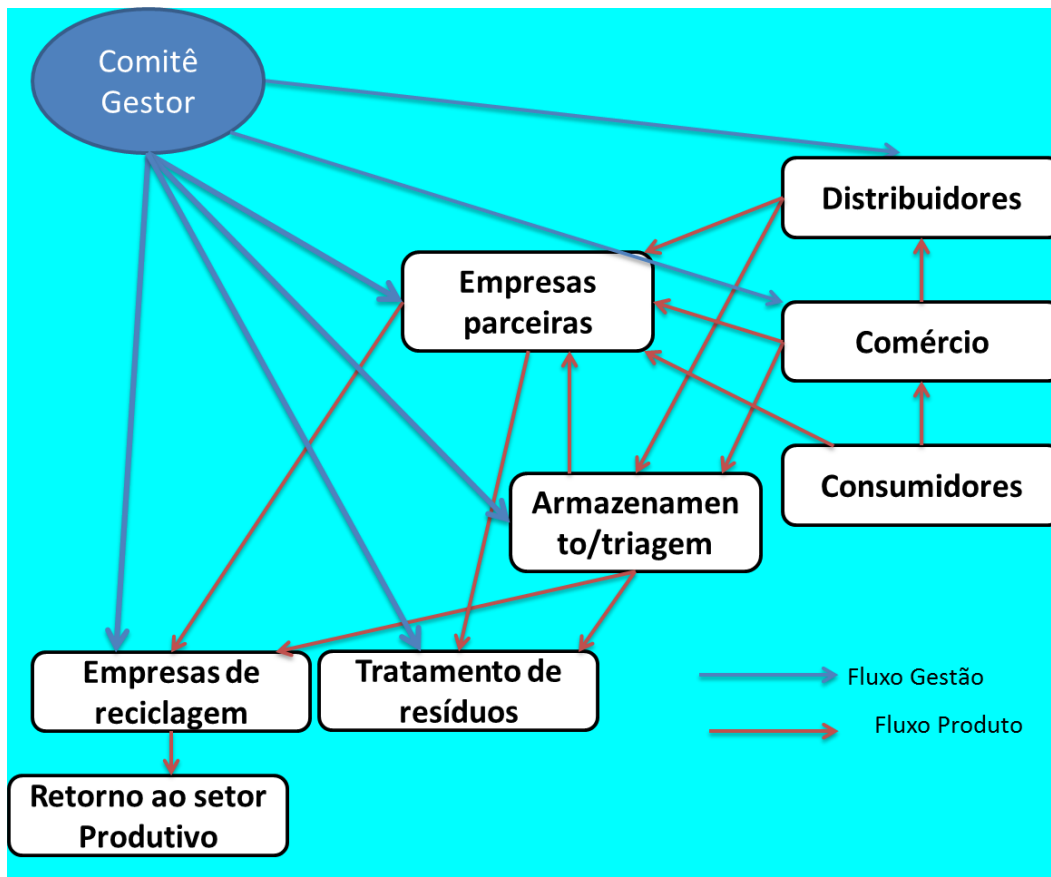 Comitê
Gestor
Distribuidores
Empresas
parceiras
Comércio
Consumidores
Armazenamen
to/triagem
Empresas de
reciclagem
Tratamento de
resíduos
Fluxo Gestão
Fluxo Produto
Retorno ao setor
Produtivo